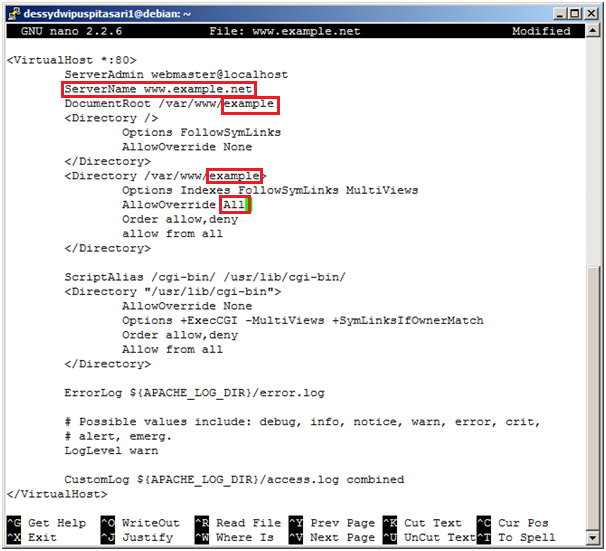 dessydwipuspitasari1@debian: ~
GNU nano 2.2.6 File: www.example.net Modified
<VirtualHost *:80>
ServerAdmin webmaster@localhost
ServerName www.example.net
DocumentRoot /var/www/example
<Directory />
Options FollowSymLinks
AllowOverride None
</Directory>
<Directory /var/www/example>
Options Indexes FollowSymLinks MultiViews
AllowOverride All
Order allow,deny
allow from all
</Directory>
ScriptAlias /cgi-bin/ /usr/lib/cgi-bin/
<Directory "/usr/lib/cgi-bin">
AllowOverride None
Options +ExecCGI -MultiViews +SymLinksIfOwnerMatch
Order allow,deny
Allow from all
</Directory>
ErrorLog ${APACHE_LOG_DIR}/error.log
# Possible values include: debug, info, notice, warn, error, crit,
# alert, emerg.
LogLevel warn
CustomLog ${APACHE_LOG_DIR}/access.log combined
</VirtualHost>
^G Get Help ^O WriteOut ^R Read File ^Y Prev Page ^K Cut Text ^C Cur Pos
^X Exit ^J Justify ^W Where Is ^V Next Page ^U UnCut Text ^T To Spell